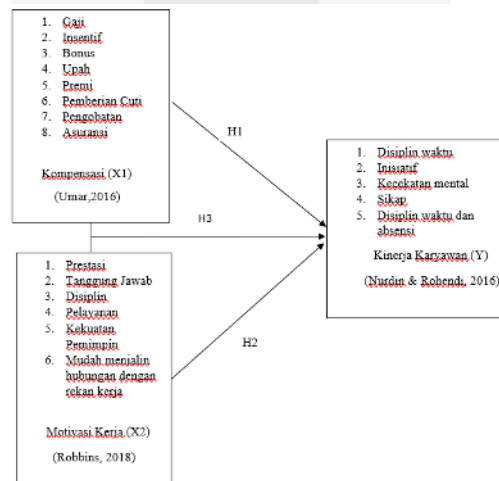 1. Gaji
2. Insentif
3. Bonus
4. Upah
5. Premi
6. Pemberian Cuti
7. Pengobatan
8. Asuransi
Kompensasi (X1)
(Umar,2016)
H1
H3
H2
1. Prestasi
2. Tanggung Jawab
3. Disiplin
4. Pelayanan
5. Kekuatan
Pemimpin
6. Mudah menjalin
hubungan dengan
rekan kerja
Motivasi Kerja (X2)
(Robbins, 2018)
1. Disiplin waktu
2. Inisiatif
3. Kecekatan mental
4. Sikap
5. Disiplin waktu dan
absensi
Kinerja Karyawan (Y)
(Nurdin & Rohendi, 2016)